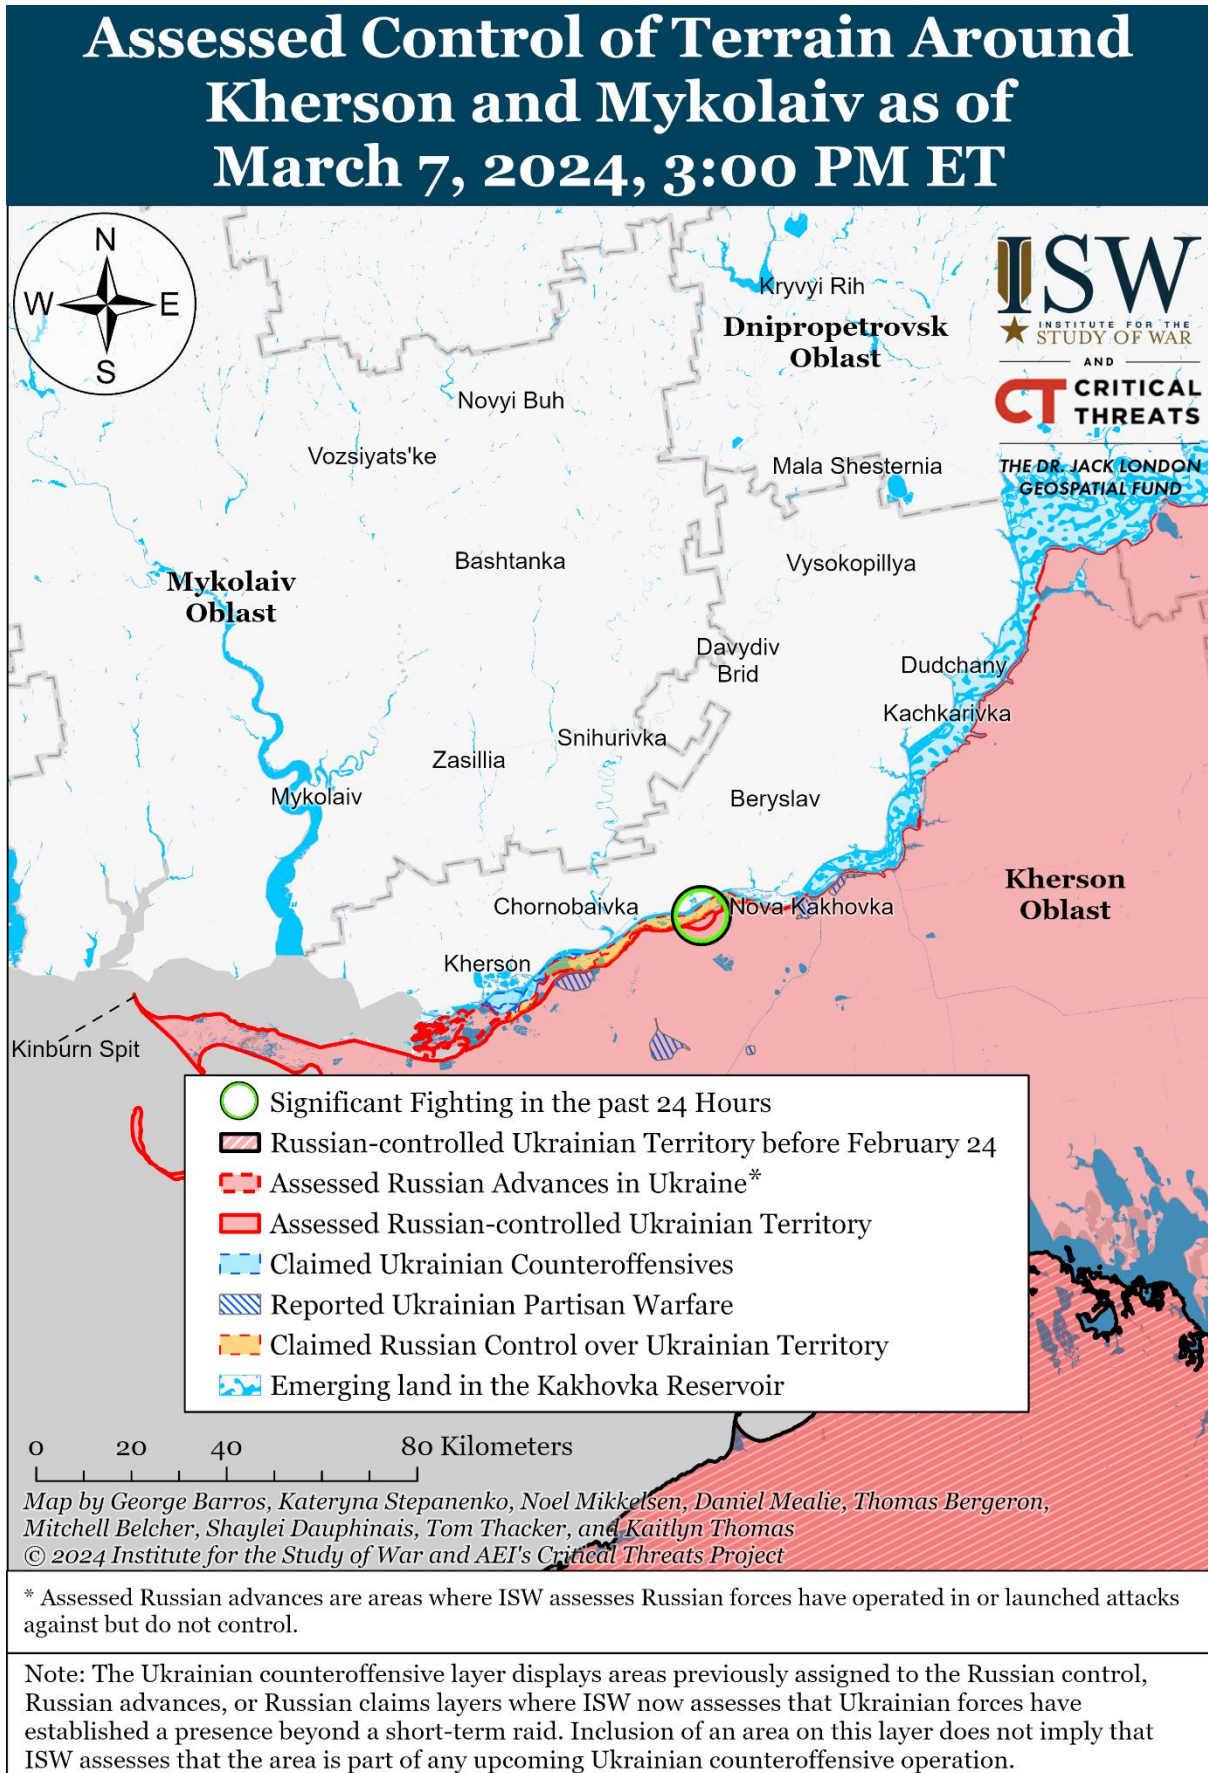 Assessed Control of Terrain Around
Kherson and Mykolaiv as of
March 7, 2024, 3:00 PM ET
N
W
E
S
ISW
INSTITUTE FOR THE
STUDY OF WAR
AND
CT CRITICAL
THREATS
THE DR. JACK LONDON
GEOSPATIAL FUND
Kryvyi Rih
Dnipropetrovsk
Oblast
Novyi Buh
Vozsiyats'ke
Mala Shesternia
Bashtanka
Vysokopillya
Mykolaiv
Oblast
Davydiv
Brid
Dudchany
Kachkarivka
Snihurivka
Zasillia
Mykolaiv
Beryslav
Kherson
Oblast
Chornobaivka
Nova Kakhovka
Kherson
Kinburn Spit
Significant Fighting in the past 24 Hours
Russian-controlled Ukrainian Territory before February 24
Assessed Russian Advances in Ukraine*
Assessed Russian-controlled Ukrainian Territory
Claimed Ukrainian Counteroffensives
Reported Ukrainian Partisan Warfare
Claimed Russian Control over Ukrainian Territory
Emerging land in the Kakhovka Reservoir
0 20 40 80 Kilometers
Map by George Barros, Kateryna Stepanenko, Noel Mikkelsen, Daniel Mealie, Thomas Bergeron,
Mitchell Belcher, Shaylei Dauphinais, Tom Thacker, and Kaitlyn Thomas
© 2024 Institute for the Study of War and AEI's Critical Threats Project
* Assessed Russian advances are areas where ISW assesses Russian forces have operated in or launched attacks
against but do not control.
Note: The Ukrainian counteroffensive layer displays areas previously assigned to the Russian control,
Russian advances, or Russian claims layers where ISW now assesses that Ukrainian forces have
established a presence beyond a short-term raid. Inclusion of an area on this layer does not imply that
ISW assesses that the area is part of any upcoming Ukrainian counteroffensive operation.